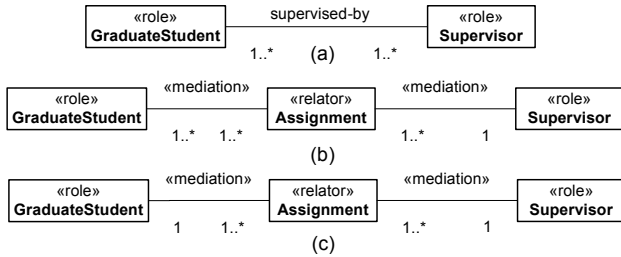 «role» supervised-by «role»
GraduateStudent Supervisor
1..* (a) 1..*
«role» «mediation» «relator» «mediation» «role»
GraduateStudent Assignment Supervisor
1..* 1..* 1..* 1
(b)
«role» «mediation» «relator» «mediation» «role»
GraduateStudent Assignment Supervisor
1 1..* 1..* 1
(c)